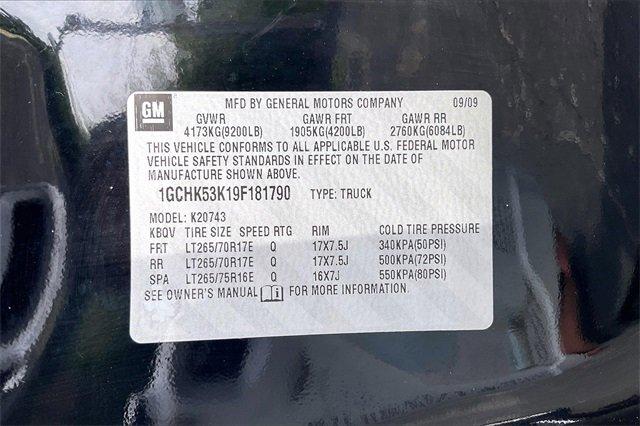 GM MFD BY GENERAL MOTORS COMPANY 09/09
GVWR GAWR FRT GAWR RR
4173KG(9200LB) 1905KG(4200LB) 2760KG(6084LB)
THIS VEHICLE CONFORMS TO ALL APPLICABLE U.S. FEDERAL MOTOR
VEHICLE SAFETY STANDARDS IN EFFECT ON THE DATE OF
MANUFACTURE SHOWN ABOVE.
1GCHK53K19F181790 TYPE: TRUCK
MODEL: K20743
KBQV TIRE SIZE SPEED RTG RIM COLD TIRE PRESSURE
FRT LT265/70R17E Q 17X7.5J 340KPA(50PSI)
RR LT265/70R17E Q 17X7.5J 500KPA(72PSI)
SPA LT265/75R16E Q 16X7J 550KPA(80PSI)
SEE OWNER'S MANUAL i FOR MORE INFORMATION.